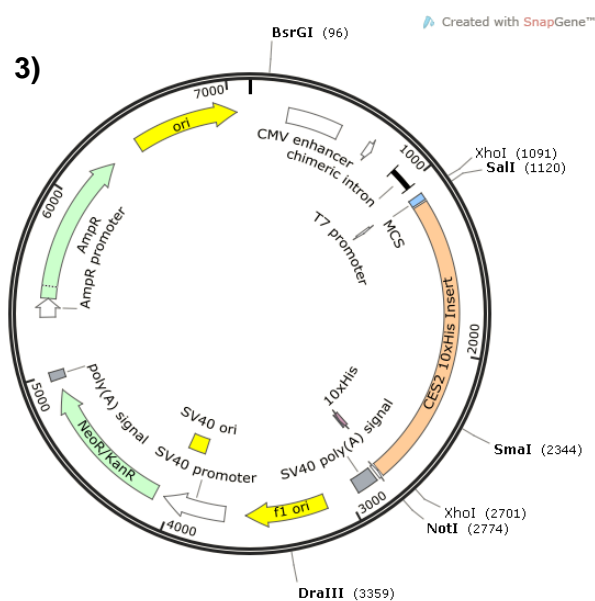 Created with SnapGene™
3)
BsrGI (96)
7000
ori
CMV enhancer
chimeric intron
1000
XhoI (1091)
SalI (1120)
6000
AmpR
AmpR promoter
T7 promoter
MCS
CES2 10xHis Insert
2000
5000
poly(A) signal
NeoR/KanR
SV40 ori
SV40 promoter
10xHis
SV40 poly(A) signal
SmaI (2344)
XhoI (2701)
NotI (2774)
3000
f1 ori
4000
DraIII (3359)